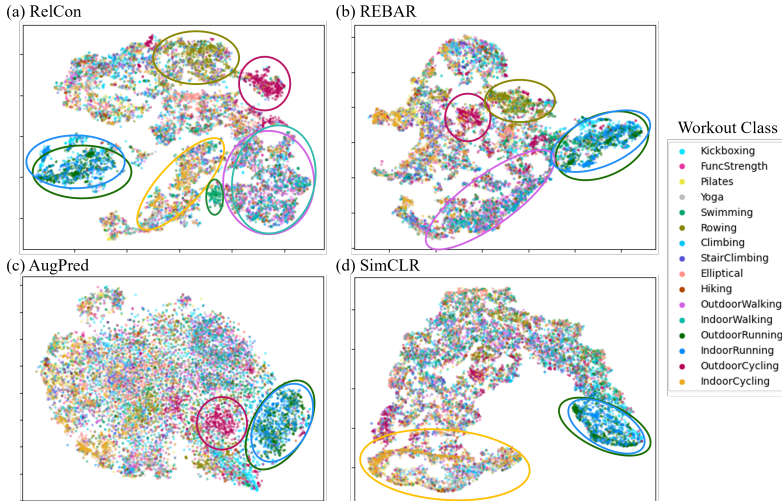 (a) RelCon
(b) REBAR
(c) AugPred
(d) SimCLR
Workout Class
Kickboxing
FuncStrength
Pilates
Yoga
Swimming
Rowing
Climbing
StairClimbing
Elliptical
Hiking
OutdoorWalking
IndoorWalking
OutdoorRunning
IndoorRunning
OutdoorCycling
IndoorCycling